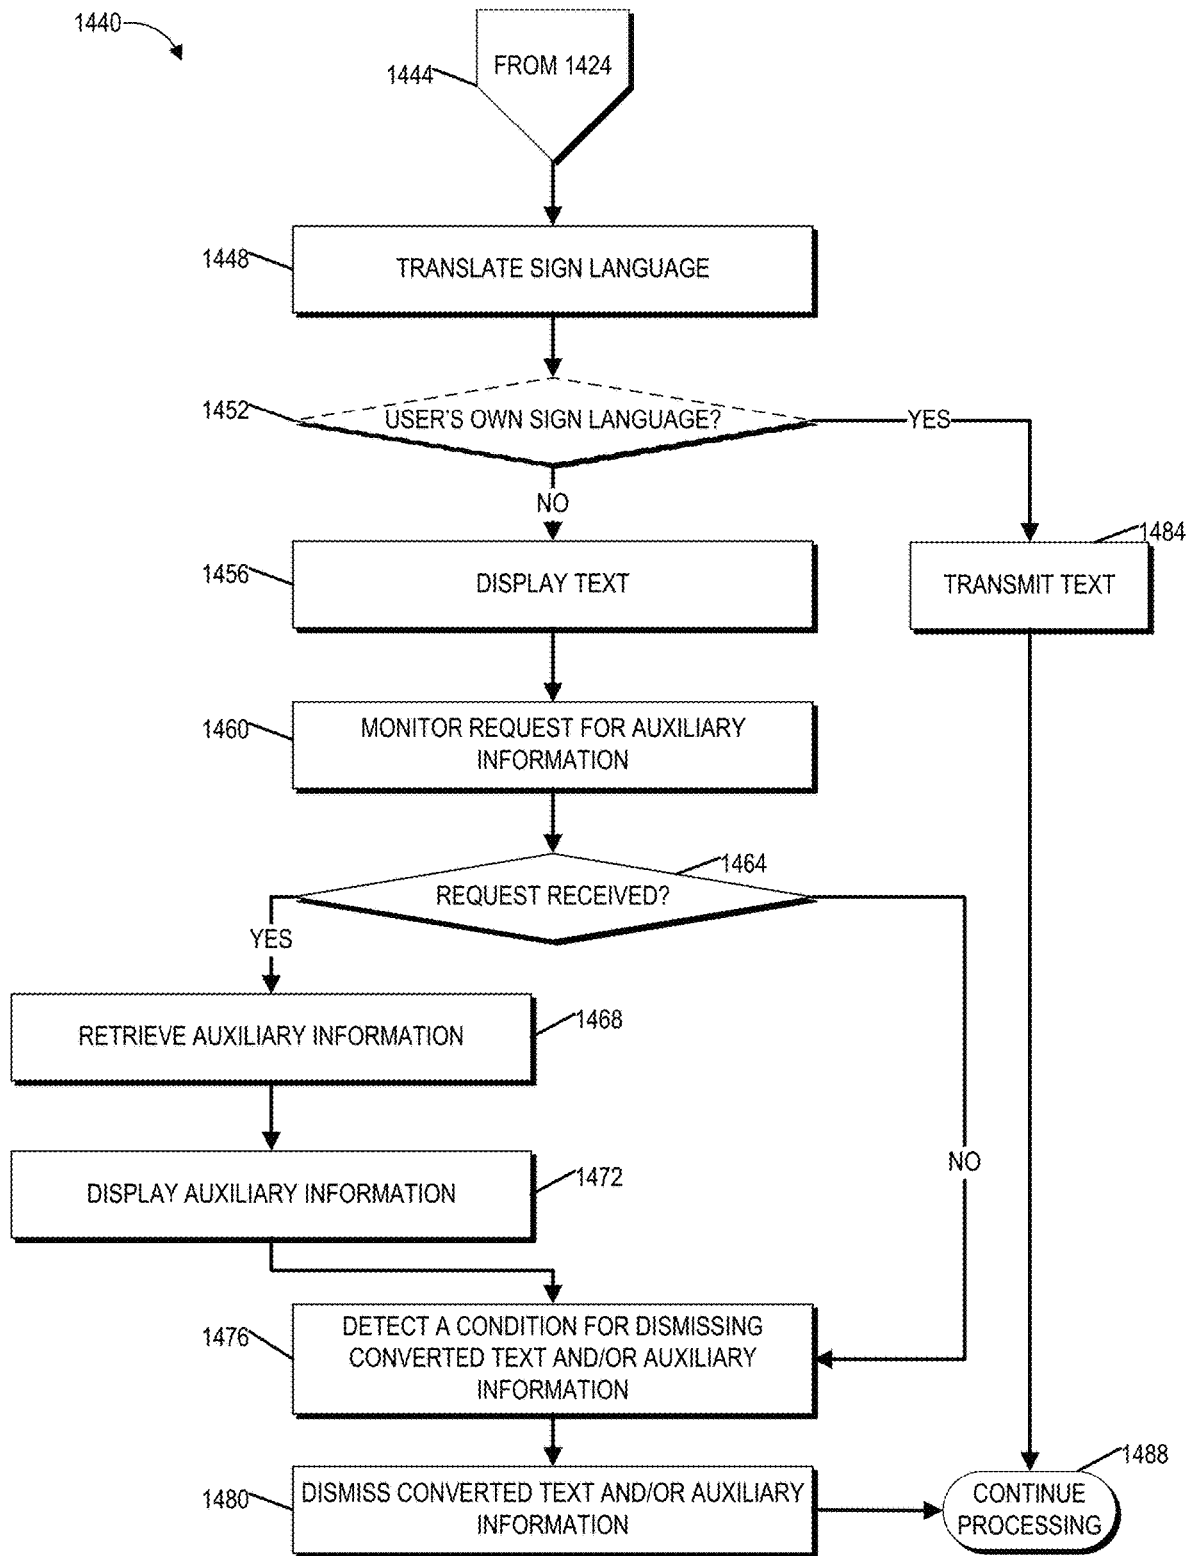 1440
FROM 1424
1444
1448
TRANSLATE SIGN LANGUAGE
1452
USER'S OWN SIGN LANGUAGE?
YES
NO
1484
1456
DISPLAY TEXT
TRANSMIT TEXT
1460
MONITOR REQUEST FOR AUXILIARY
INFORMATION
1464
REQUEST RECEIVED?
YES
1468
RETRIEVE AUXILIARY INFORMATION
NO
1472
DISPLAY AUXILIARY INFORMATION
1476
DETECT A CONDITION FOR DISMISSING
CONVERTED TEXT AND/OR AUXILIARY
INFORMATION
1488
1480
DISMISS CONVERTED TEXT AND/OR AUXILIARY
INFORMATION
CONTINUE
PROCESSING